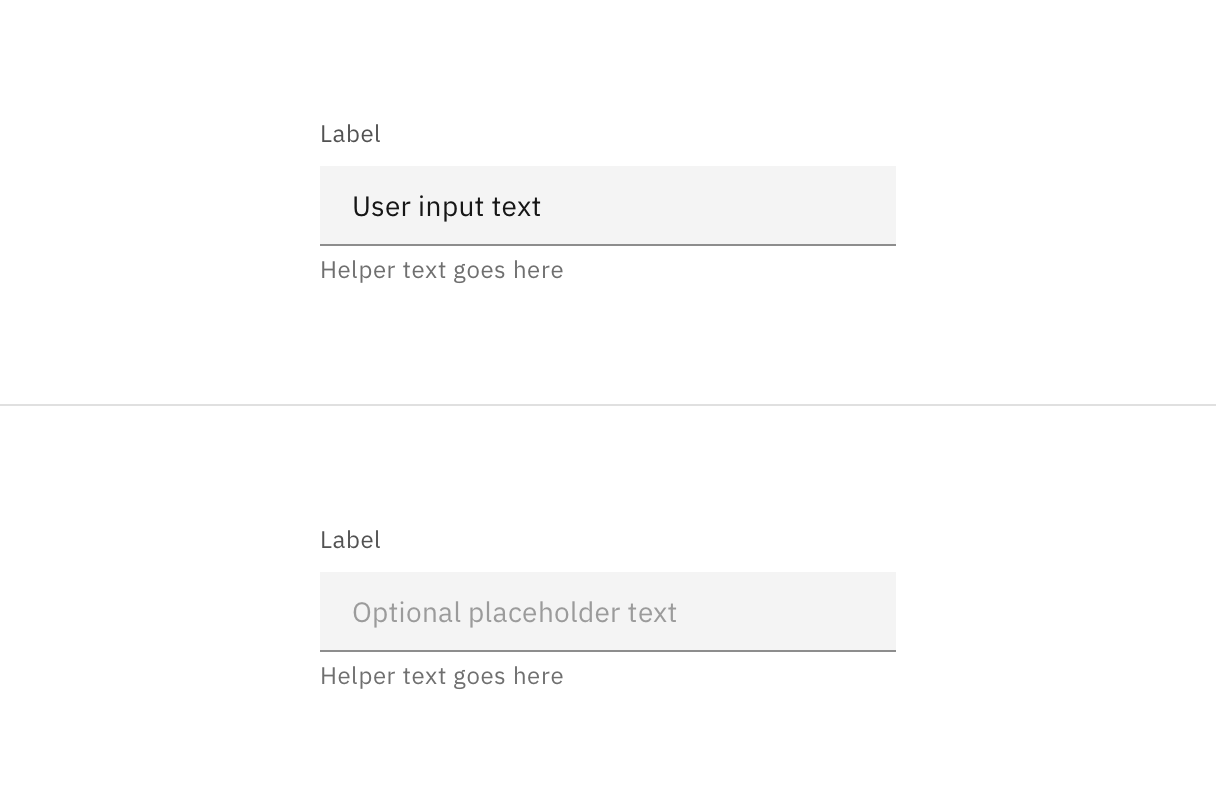 Label
User input text
Helper text goes here
Label
Optional placeholder text
Helper text goes here